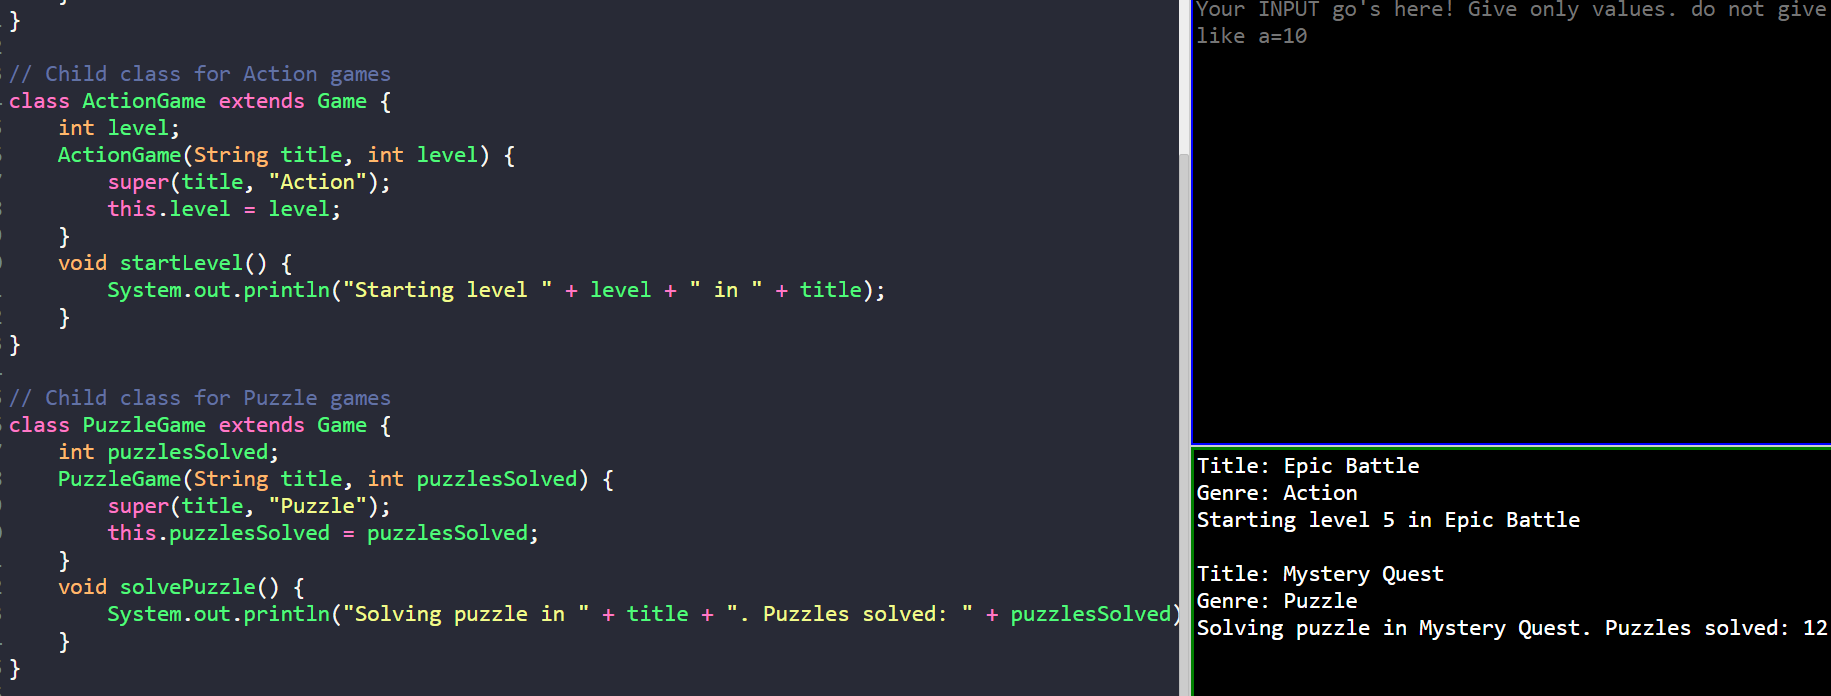 }
// Child class for Action games
class ActionGame extends Game {
    int level;
    ActionGame(String title, int level) {
        super(title, "Action");
        this.level = level;
    }
    void startLevel() {
        System.out.println("Starting level " + level + " in " + title);
    }
}
// Child class for Puzzle games
class PuzzleGame extends Game {
    int puzzlesSolved;
    PuzzleGame(String title, int puzzlesSolved) {
        super(title, "Puzzle");
        this.puzzlesSolved = puzzlesSolved;
    }
    void solvePuzzle() {
        System.out.println("Solving puzzle in " + title + ". Puzzles solved: " + puzzlesSolved)
    }
}
Your INPUT go's here! Give only values. do not give
like a=10
Title: Epic Battle
Genre: Action
Starting level 5 in Epic Battle
Title: Mystery Quest
Genre: Puzzle
Solving puzzle in Mystery Quest. Puzzles solved: 12